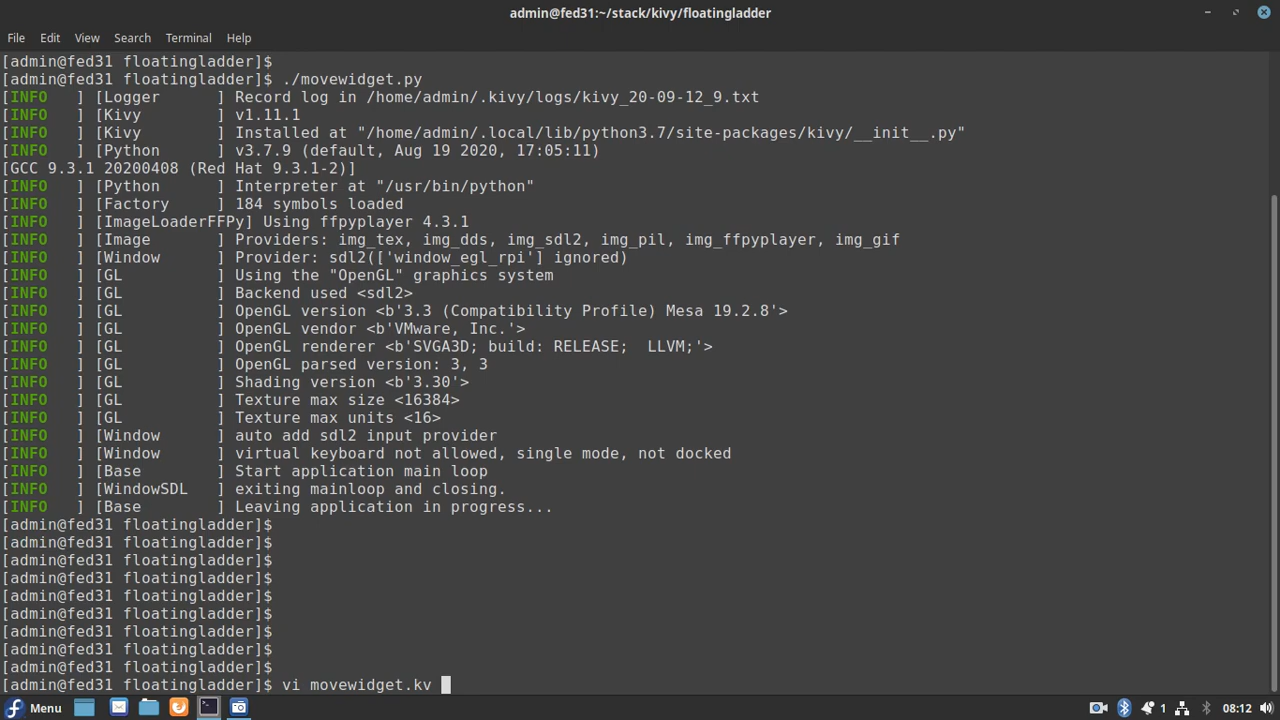 admin@fed31:~/stack/kivy/floatingladder
File Edit View Search Terminal Help
[admin@fed31 floatingladder]$
[admin@fed31 floatingladder]$ ./movewidget.py
[INFO   ] [Logger      ] Record log in /home/admin/.kivy/logs/kivy_20-09-12_9.txt
[INFO   ] [Kivy        ] v1.11.1
[INFO   ] [Kivy        ] Installed at "/home/admin/.local/lib/python3.7/site-packages/kivy/__init__.py"
[INFO   ] [Python      ] v3.7.9 (default, Aug 19 2020, 17:05:11)
[GCC 9.3.1 20200408 (Red Hat 9.3.1-2)]
[INFO   ] [Python      ] Interpreter at "/usr/bin/python"
[INFO   ] [Factory     ] 184 symbols loaded
[INFO   ] [ImageLoaderFFPy] Using ffpyplayer 4.3.1
[INFO   ] [Image       ] Providers: img_tex, img_dds, img_sdl2, img_pil, img_ffpyplayer, img_gif
[INFO   ] [Window      ] Provider: sdl2(['window_egl_rpi'] ignored)
[INFO   ] [GL          ] Using the "OpenGL" graphics system
[INFO   ] [GL          ] Backend used <sdl2>
[INFO   ] [GL          ] OpenGL version <b'3.3 (Compatibility Profile) Mesa 19.2.8'>
[INFO   ] [GL          ] OpenGL vendor <b'VMware, Inc.'>
[INFO   ] [GL          ] OpenGL renderer <b'SVGA3D; build: RELEASE;  LLVM;'>
[INFO   ] [GL          ] OpenGL parsed version: 3, 3
[INFO   ] [GL          ] Shading version <b'3.30'>
[INFO   ] [GL          ] Texture max size <16384>
[INFO   ] [GL          ] Texture max units <16>
[INFO   ] [Window      ] auto add sdl2 input provider
[INFO   ] [Window      ] virtual keyboard not allowed, single mode, not docked
[INFO   ] [Base        ] Start application main loop
[INFO   ] [WindowSDL   ] exiting mainloop and closing.
[INFO   ] [Base        ] Leaving application in progress...
[admin@fed31 floatingladder]$
[admin@fed31 floatingladder]$
[admin@fed31 floatingladder]$
[admin@fed31 floatingladder]$
[admin@fed31 floatingladder]$
[admin@fed31 floatingladder]$
[admin@fed31 floatingladder]$
[admin@fed31 floatingladder]$
[admin@fed31 floatingladder]$
[admin@fed31 floatingladder]$ vi movewidget.kv
Menu 1 08:12